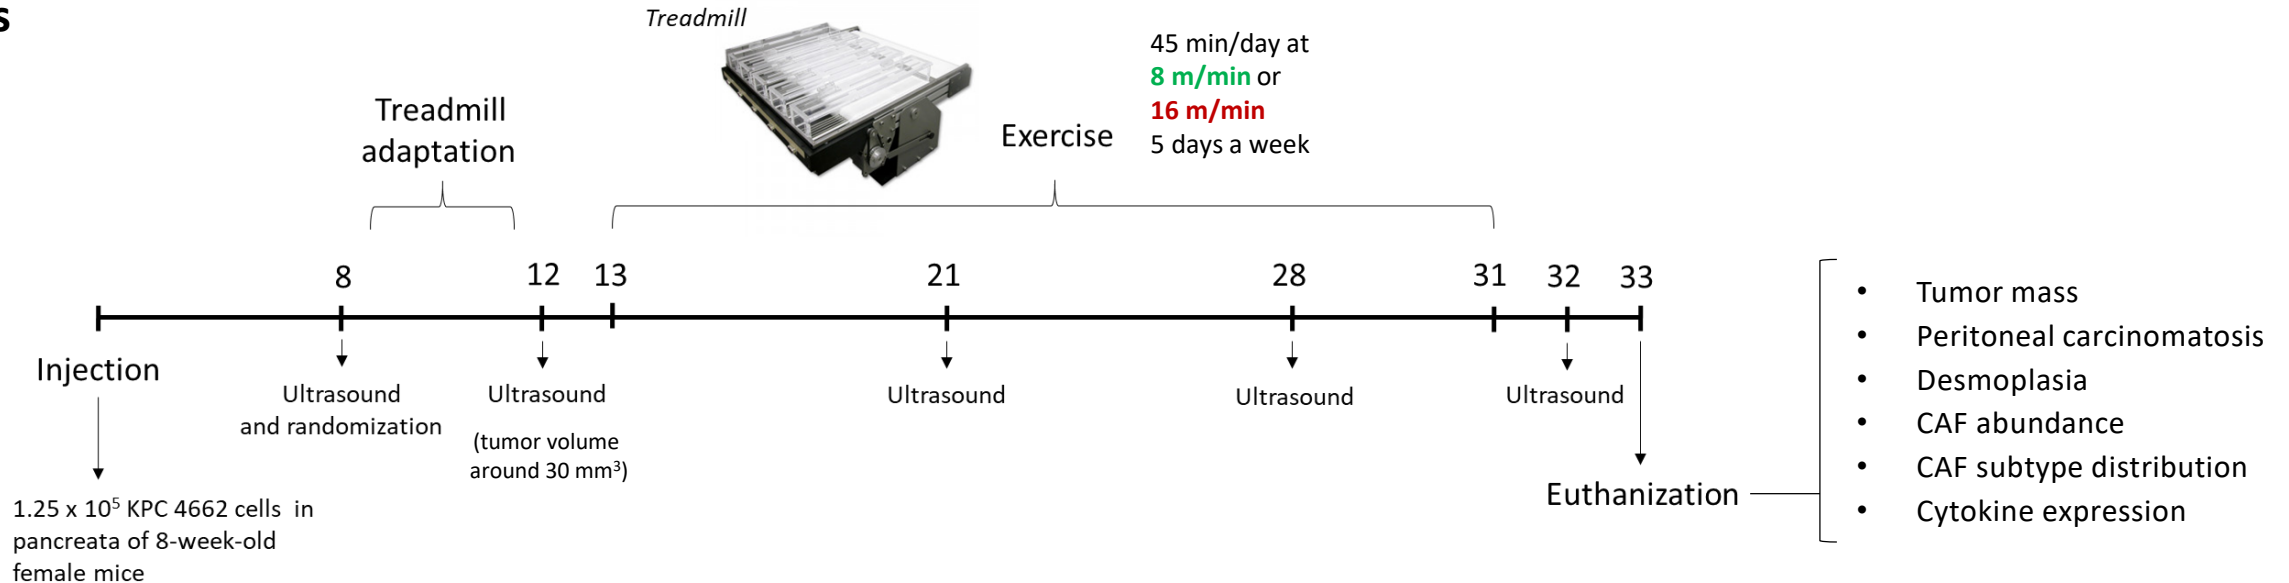 s
Treadmill
45 min/day at
8 m/min or
16 m/min
5 days a week
Treadmill
adaptation
Exercise
8
12
13
21
28
31
32
33
Injection
Ultrasound
and randomization
Ultrasound
(tumor volume
around 30 mm³)
Ultrasound
Ultrasound
Ultrasound
1.25 x 10⁵ KPC 4662 cells in
pancreata of 8-week-old
female mice
Euthanization
• Tumor mass
• Peritoneal carcinomatosis
• Desmoplasia
• CAF abundance
• CAF subtype distribution
• Cytokine expression